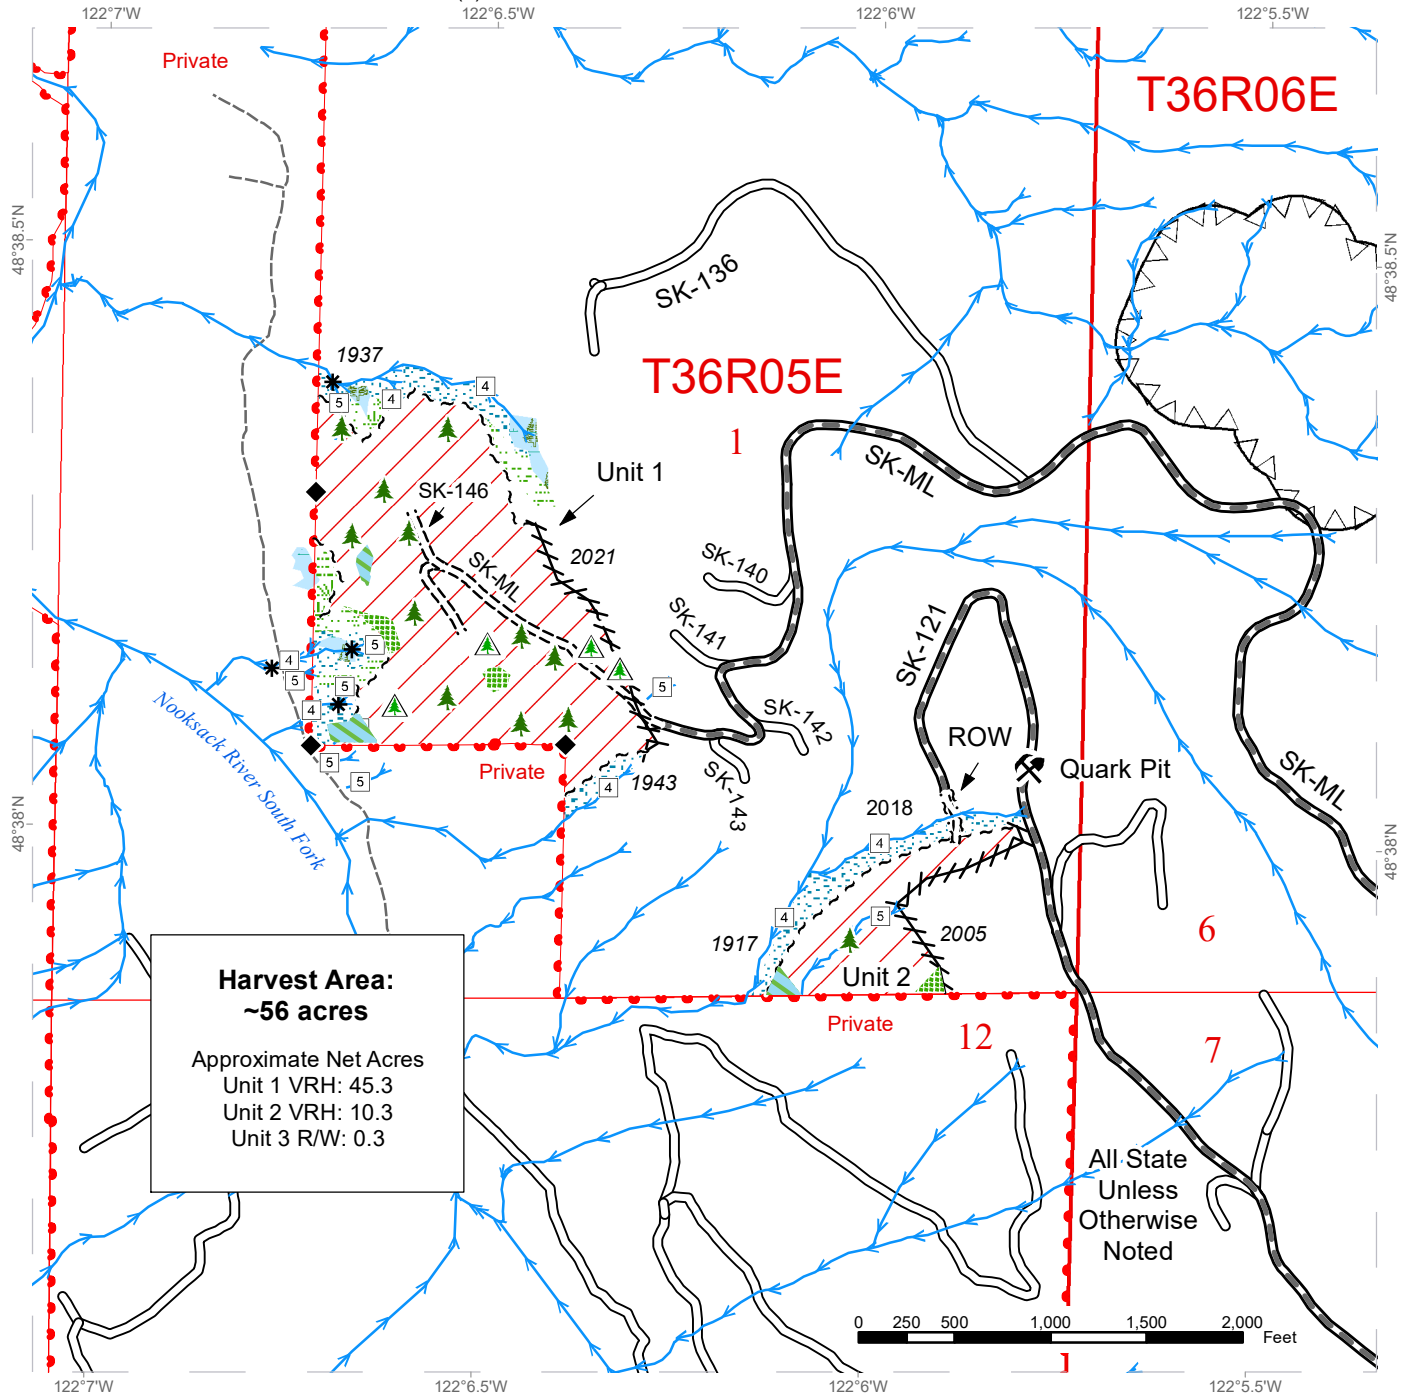 122°7'W
122°6.5'W
122°6'W
122°5.5'W
Private
T36R06E
48°38.5'N
48°38.5'N
SK-136
1937
T36R05E
4
5
4
1
SK-ML
Unit 1
SK-146
2021
SK-ML
SK-140
SK-141
SK-121
5
4
5
5
5
4
Nooksack River South Fork
SK-142
ROW
Private
5
5
SK-143
Quark Pit
SK-ML
1943
4
2018
4
48°38'N
48°38'N
4
5
1917
2005
6
Unit 2
Harvest Area:
~56 acres
Approximate Net Acres
Unit 1 VRH: 45.3
Unit 2 VRH: 10.3
Unit 3 R/W: 0.3
Private
12
7
All State
Unless
Otherwise
Noted
0 250 500 1,000 1,500 2,000
Feet
122°7'W
122°6.5'W
122°6'W
122°5.5'W